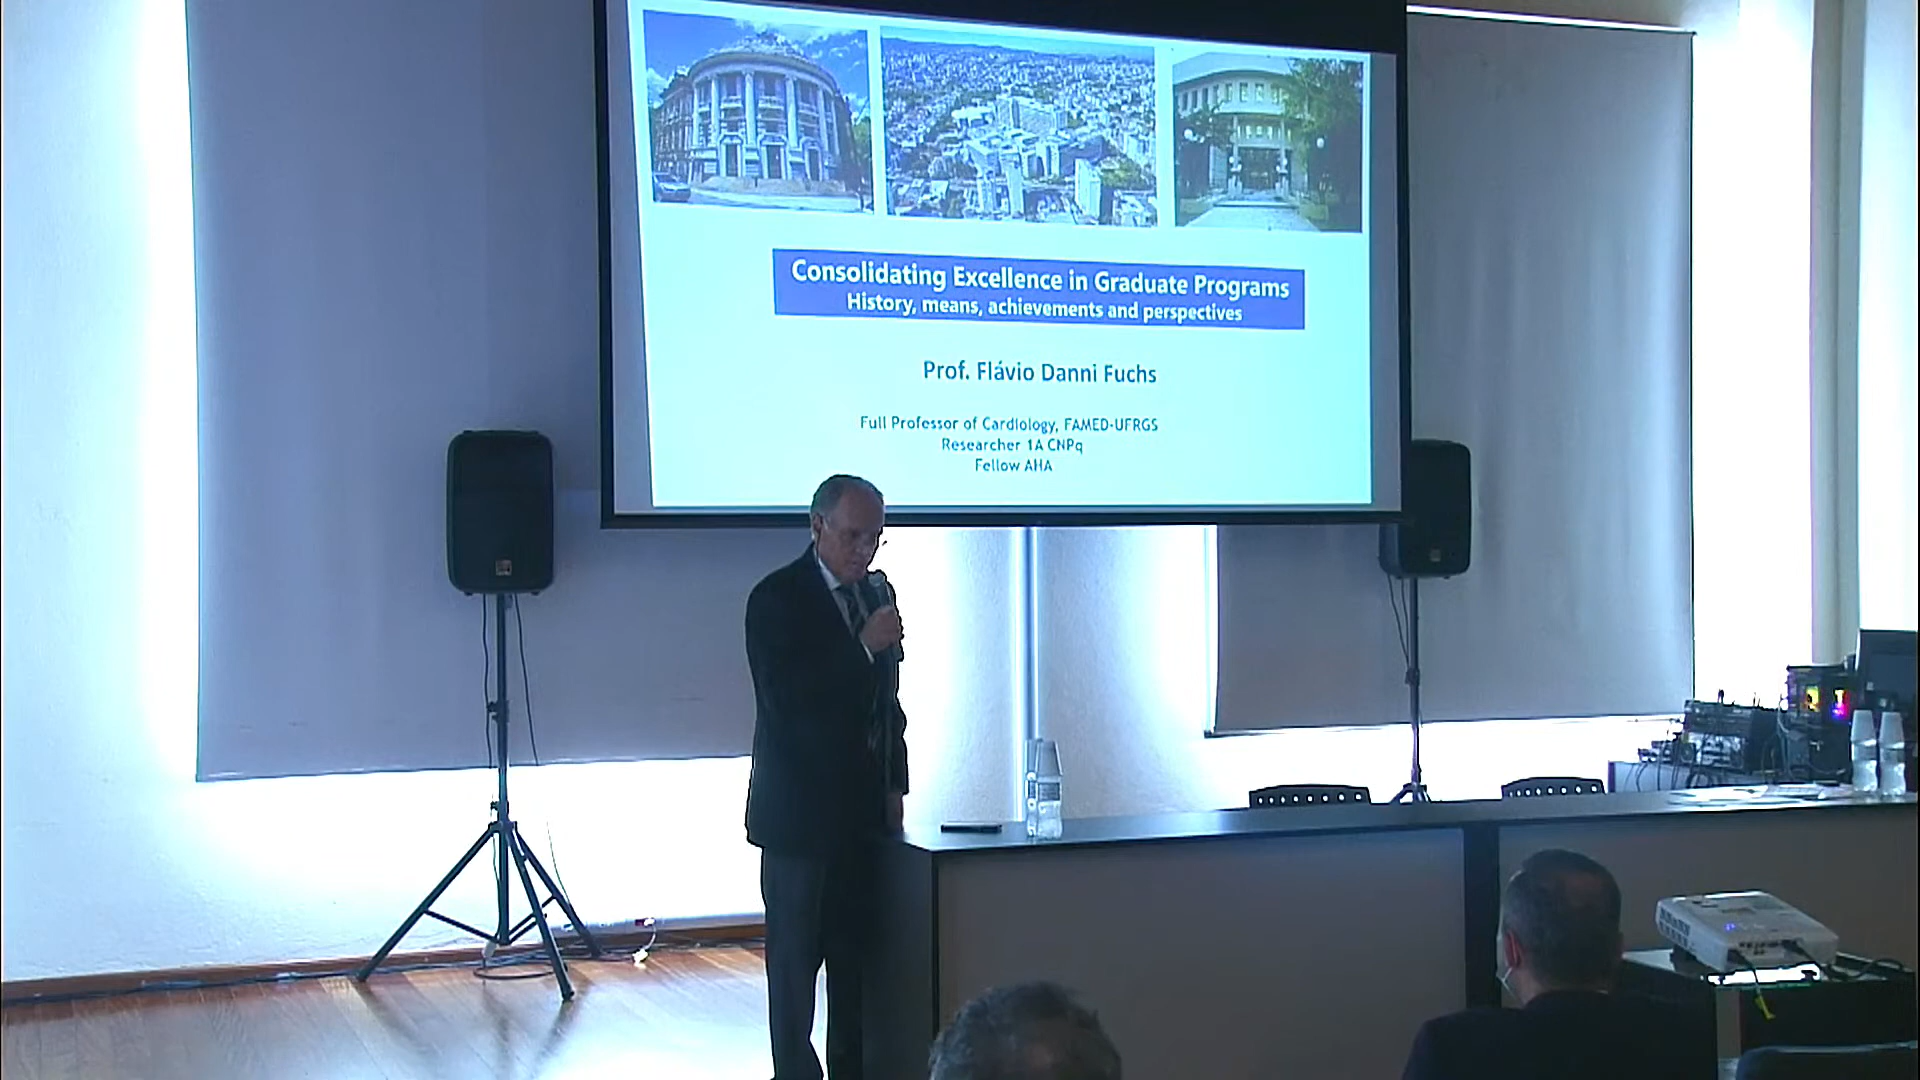 Consolidating Excellence in Graduate Programs
History, means, achievements and perspectives
Prof. Flávio Danni Fuchs
Full Professor of Cardiology, FAMED-UFRGS
Researcher 1A CNPq
Fellow AHA